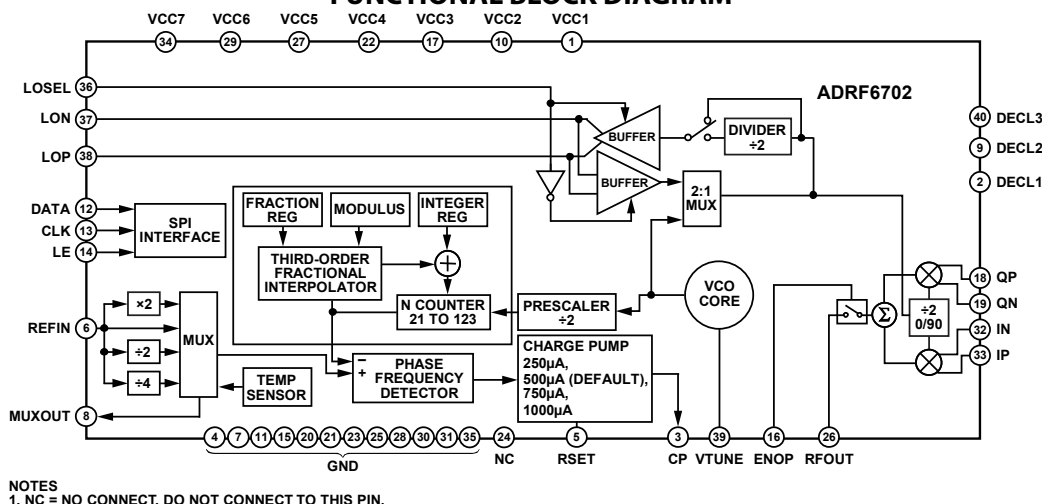 FUNCTIONAL BLOCK DIAGRAM
VCC7 VCC6 VCC5 VCC4 VCC3 VCC2 VCC1
34 29 27 22 17 10 1
LOSEL 36
LON 37
LOP 38
ADRF6702
BUFFER
DIVIDER
÷2
BUFFER
2:1
MUX
40 DECL3
9 DECL2
2 DECL1
DATA 12
CLK 13
LE 14
SPI
INTERFACE
FRACTION
REG
MODULUS
INTEGER
REG
THIRD-ORDER
FRACTIONAL
INTERPOLATOR
+
N COUNTER
21 TO 123
PRESCALER
÷2
VCO
CORE
Σ
÷2
0/90
18 QP
19 QN
32 IN
33 IP
REFIN 6
×2
÷2
÷4
MUX
TEMP
SENSOR
MUXOUT 8
−
+
PHASE
FREQUENCY
DETECTOR
CHARGE PUMP
250µA,
500µA (DEFAULT),
750µA,
1000µA
4 7 11 15 20 21 23 25 28 30 31 35 24 5 3 39 16 26
GND NC RSET CP VTUNE ENOP RFOUT
NOTES
1. NC = NO CONNECT. DO NOT CONNECT TO THIS PIN.